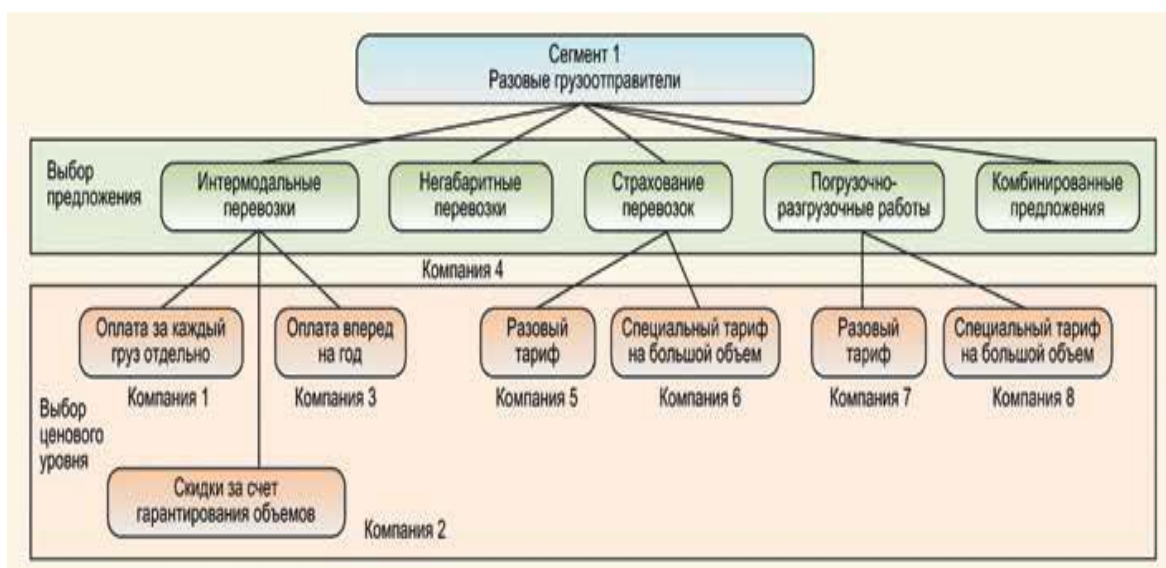 Сегмент 1
Разовые грузоотправители
Выбор
предложения
Интермодальные
перевозки
Негабаритные
перевозки
Страхование
перевозок
Погрузочно-
разгрузочные работы
Комбинированные
предложения
Компания 4
Оплата за каждый
груз отдельно
Оплата вперед
на год
Разовый
тариф
Специальный тариф
на большой объем
Разовый
тариф
Специальный тариф
на большой объем
Компания 1
Компания 3
Компания 5
Компания 6
Компания 7
Компания 8
Выбор
ценового
уровня
Скидки за счет
гарантирования объемов
Компания 2